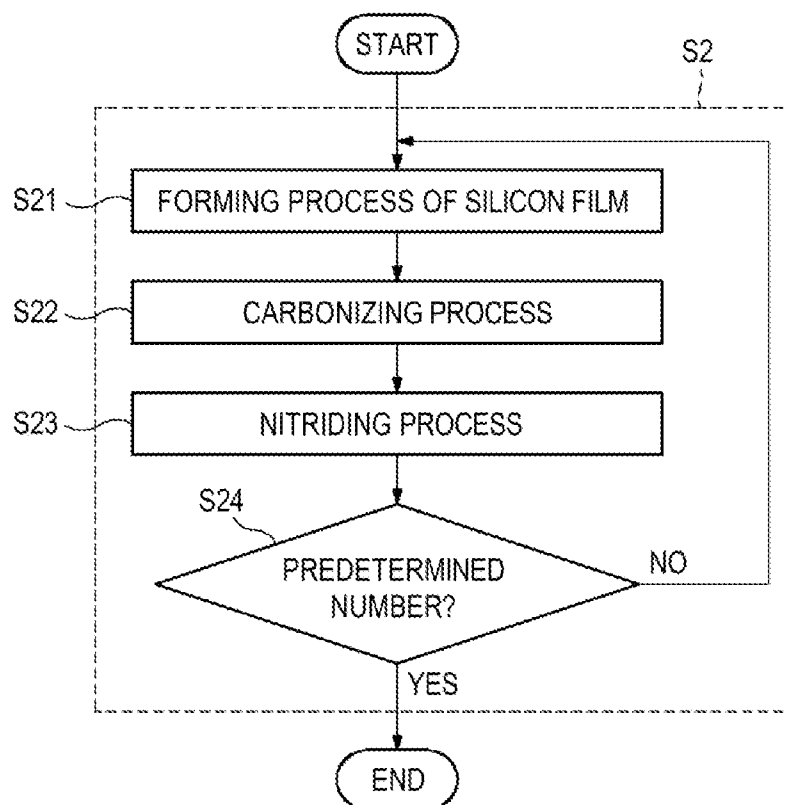 START
S2
S21
FORMING PROCESS OF SILICON FILM
S22
CARBONIZING PROCESS
S23
NITRIDING PROCESS
S24
PREDETERMINED
NUMBER?
NO
YES
END